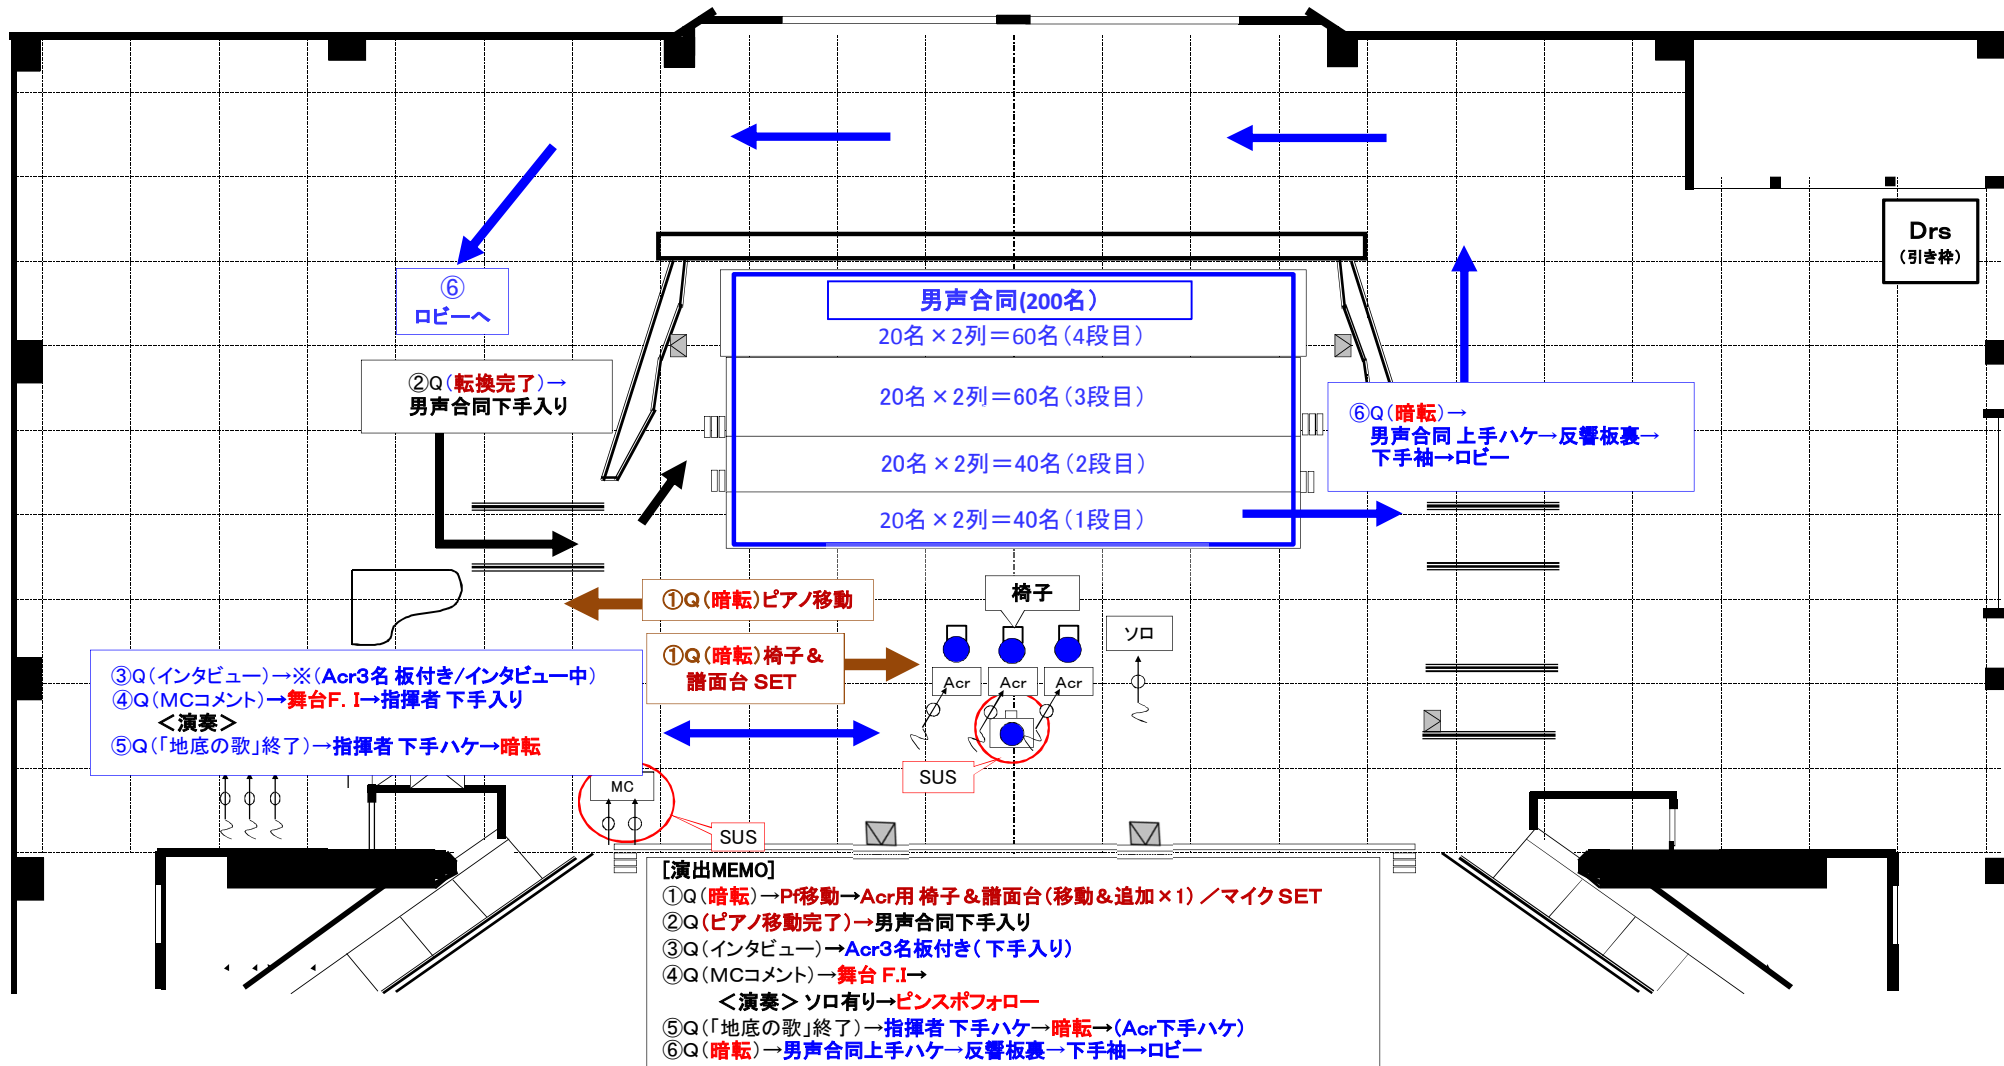 Drs
（引き枠）
⑥
ロビーへ
男声合同(200名）
20名×2列＝60名（4段目）
20名×2列＝60名（3段目）
20名×2列＝40名（2段目）
20名×2列＝40名（1段目）
②Q（転換完了）→
男声合同下手入り
⑥Q（暗転）→
男声合同 上手ハケ→反響板裏→
下手袖→ロビー
①Q（暗転）ピアノ移動
椅子
①Q（暗転）椅子＆
譜面台 SET
ソロ
Acr
Acr
Acr
③Q（インタビュー）→※（Acr3名 板付き/インタビュー中）
④Q（MCコメント）→舞台F. I→指揮者 下手入り
＜演奏＞
⑤Q（「地底の歌」終了）→指揮者 下手ハケ→暗転
SUS
MC
SUS
[演出MEMO]
①Q（暗転）→Pf移動→Acr用 椅子＆譜面台（移動＆追加×1）／マイク SET
②Q（ピアノ移動完了）→男声合同下手入り
③Q（インタビュー）→Acr3名板付き（ 下手入り）
④Q（MCコメント）→舞台 F.I→
＜演奏＞ ソロ有り→ピンスポフォロー
⑤Q（「地底の歌」終了）→指揮者 下手ハケ→暗転→（Acr下手ハケ）
⑥Q（暗転）→男声合同上手ハケ→反響板裏→下手袖→ロビー